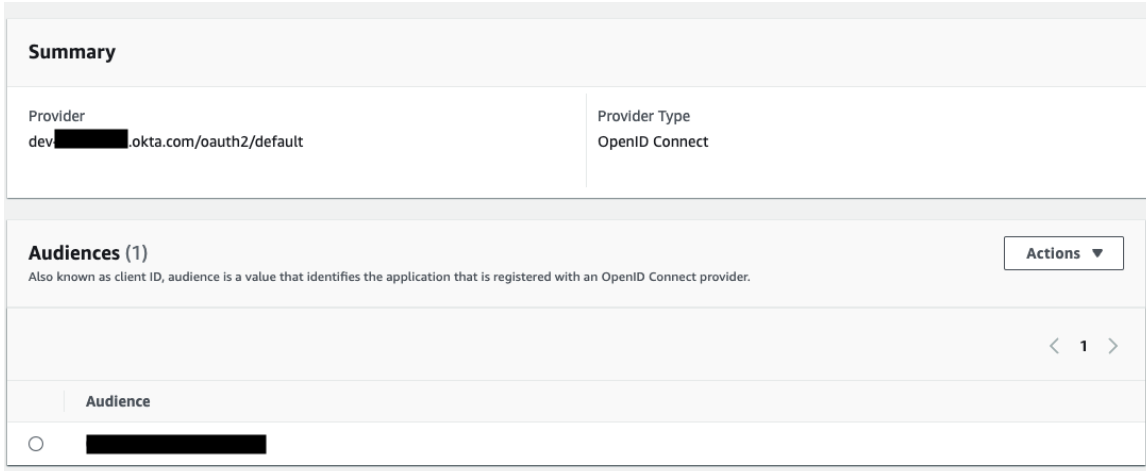 Summary
Provider
Provider Type
dev- .okta.com/oauth2/default
OpenID Connect
Audiences (1)
Actions ▼
Also known as client ID, audience is a value that identifies the application that is registered with an OpenID Connect provider.
< 1 >
Audience